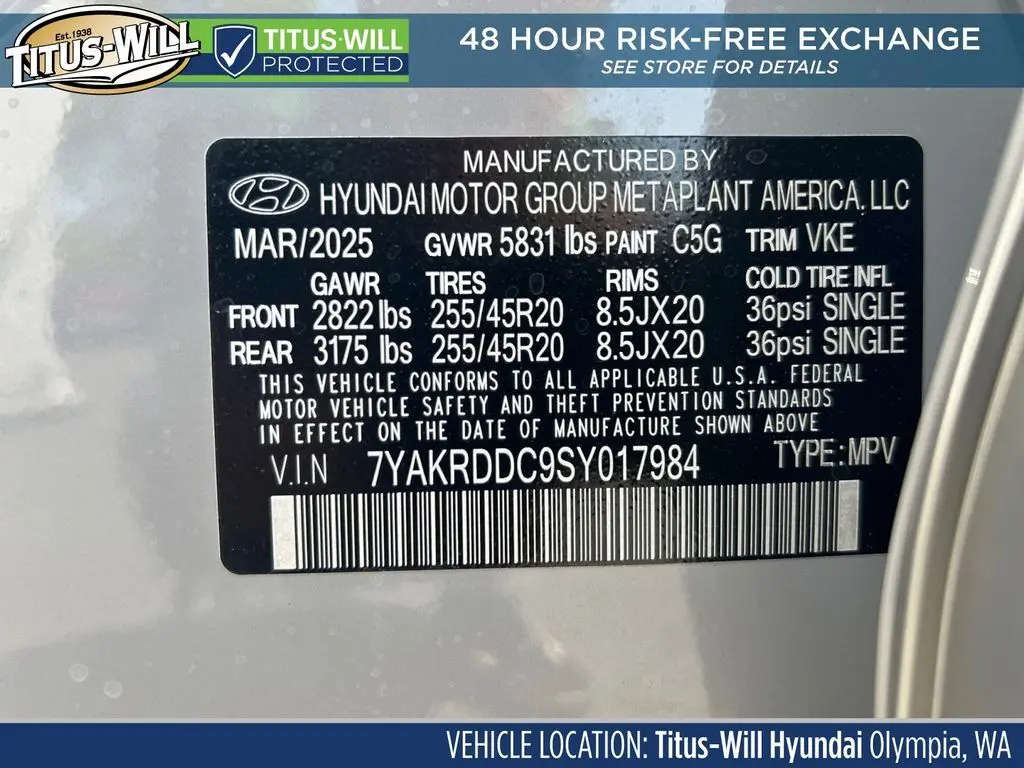 Est. 1938
TITUS-WILL
TITUS-WILL
PROTECTED
48 HOUR RISK-FREE EXCHANGE
SEE STORE FOR DETAILS
MANUFACTURED BY
HYUNDAI MOTOR GROUP METAPLANT AMERICA. LLC
MAR/2025 GVWR 5831 lbs PAINT C5G TRIM VKE
GAWR TIRES RIMS COLD TIRE INFL
FRONT 2822 lbs 255/45R20 8.5JX20 36psi SINGLE
REAR 3175 lbs 255/45R20 8.5JX20 36psi SINGLE
THIS VEHICLE CONFORMS TO ALL APPLICABLE U.S.A. FEDERAL
MOTOR VEHICLE SAFETY AND THEFT PREVENTION STANDARDS
IN EFFECT ON THE DATE OF MANUFACTURE SHOWN ABOVE
V.I.N 7YAKRDDC9SY017984 TYPE:MPV
VEHICLE LOCATION: Titus-Will Hyundai Olympia, WA